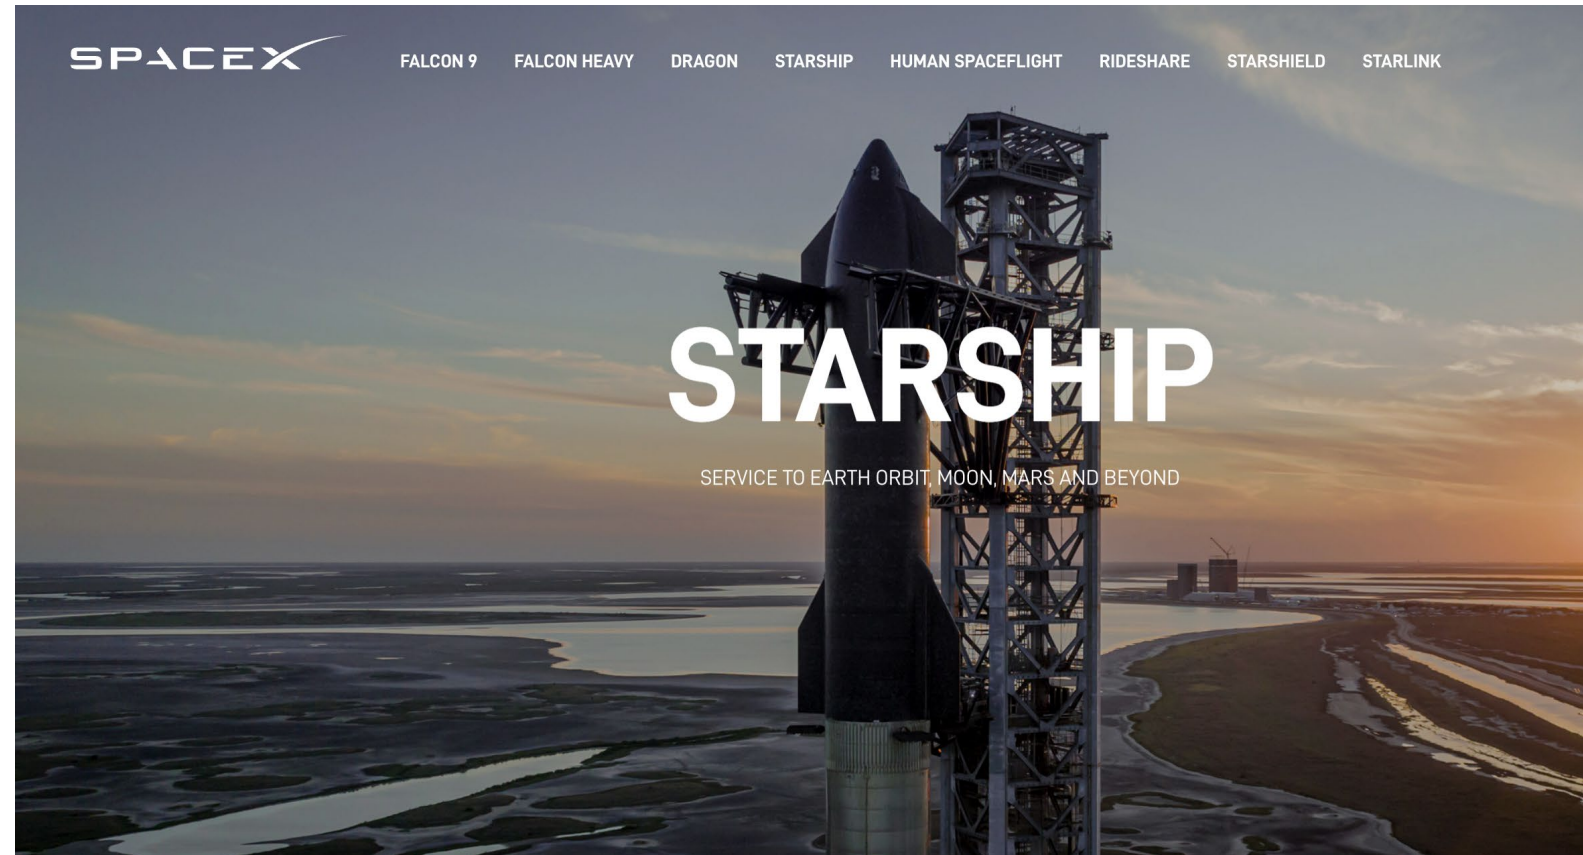 SPACEX
FALCON 9 FALCON HEAVY DRAGON STARSHIP HUMAN SPACEFLIGHT RIDESHARE STARSHIELD STARLINK
STARSHIP
SERVICE TO EARTH ORBIT, MOON, MARS AND BEYOND